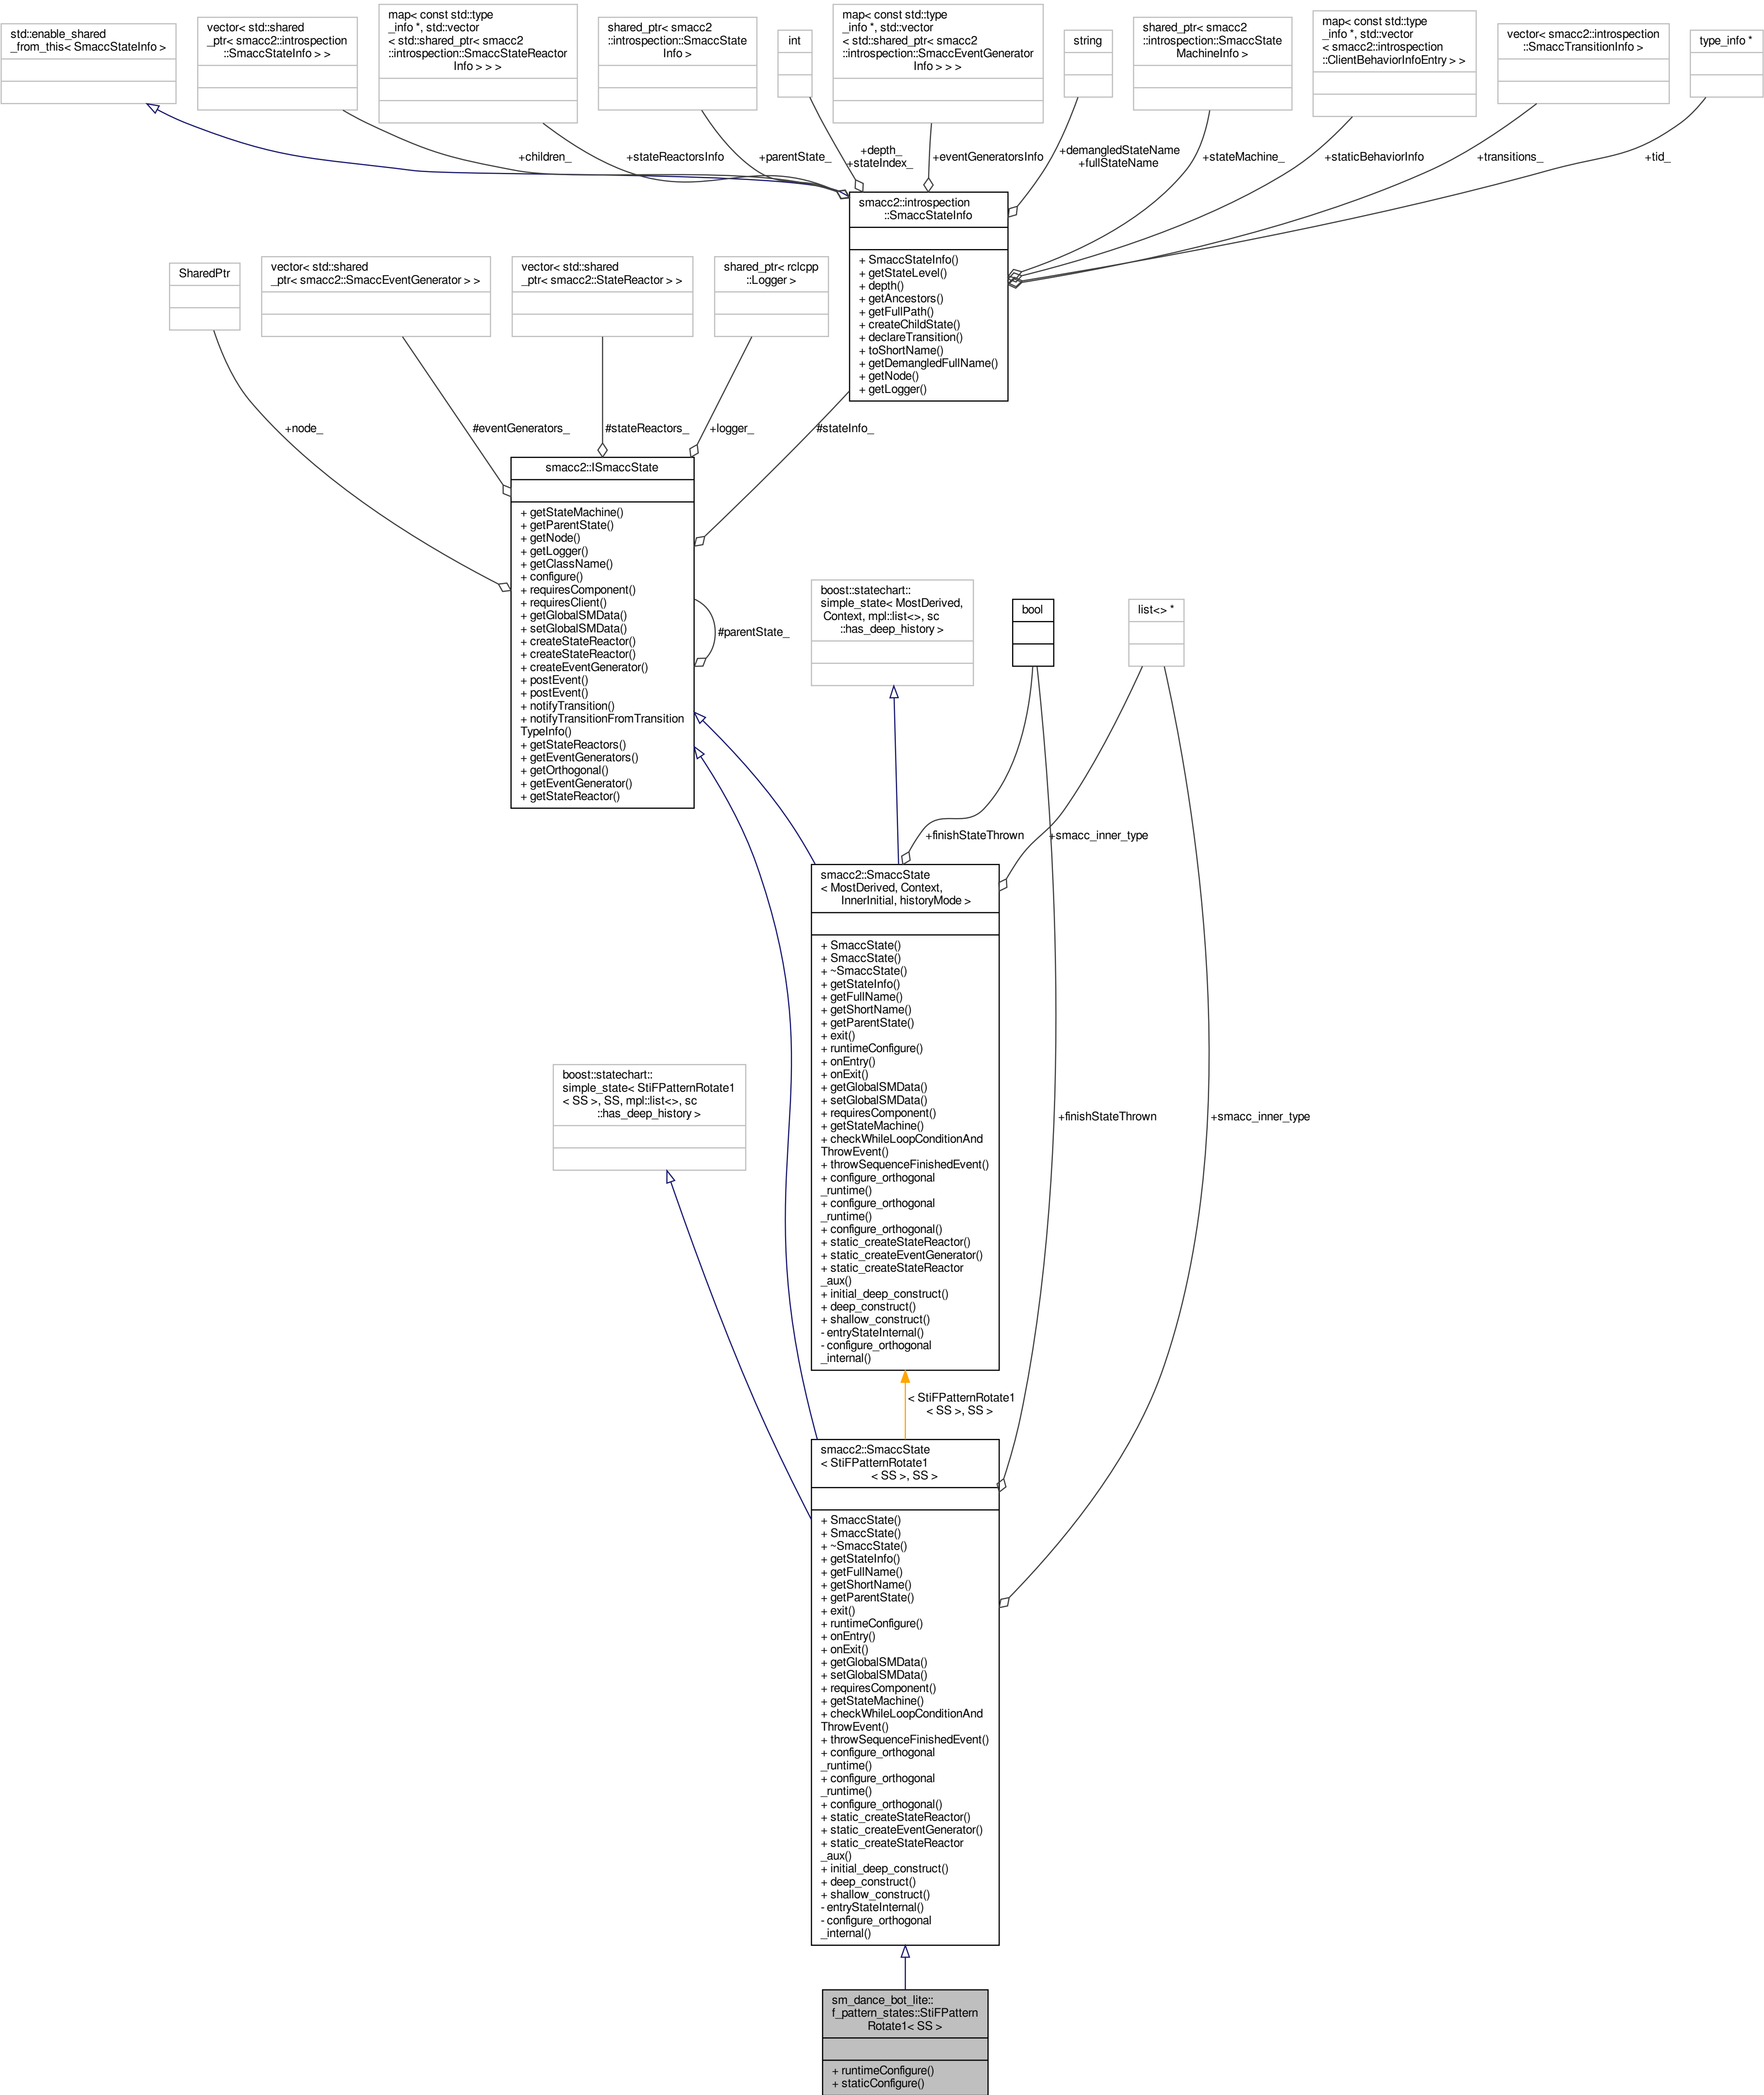 std::enable_shared
_from_this< SmaccStateInfo >
vector< std::shared
_ptr< smacc2::introspection
::SmaccStateInfo > >
map< const std::type
_info *, std::vector
< std::shared_ptr< smacc2
::introspection::SmaccStateReactor
Info > > >
shared_ptr< smacc2
::introspection::SmaccState
Info >
int
map< const std::type
_info *, std::vector
< std::shared_ptr< smacc2
::introspection::SmaccEventGenerator
Info > > >
string
shared_ptr< smacc2
::introspection::SmaccState
MachineInfo >
map< const std::type
_info *, std::vector
< smacc2::introspection
::ClientBehaviorInfoEntry > >
vector< smacc2::introspection
::SmaccTransitionInfo >
type_info *
+children_
+stateReactorsInfo
+parentState_
+depth_
+stateIndex_
+eventGeneratorsInfo
+demangledStateName
+fullStateName
+stateMachine_
+staticBehaviorInfo
+transitions_
+tid_
smacc2::introspection
::SmaccStateInfo
+ SmaccStateInfo()
+ getStateLevel()
+ depth()
+ getAncestors()
+ getFullPath()
+ createChildState()
+ declareTransition()
+ toShortName()
+ getDemangledFullName()
+ getNode()
+ getLogger()
SharedPtr
vector< std::shared
_ptr< smacc2::SmaccEventGenerator > >
vector< std::shared
_ptr< smacc2::StateReactor > >
shared_ptr< rclcpp
::Logger >
+node_
#eventGenerators_
#stateReactors_
+logger_
#stateInfo_
smacc2::ISmaccState
+ getStateMachine()
+ getParentState()
+ getNode()
+ getLogger()
+ getClassName()
+ configure()
+ requiresComponent()
+ requiresClient()
+ getGlobalSMData()
+ setGlobalSMData()
+ createStateReactor()
+ createStateReactor()
+ createEventGenerator()
+ postEvent()
+ postEvent()
+ notifyTransition()
+ notifyTransitionFromTransition
TypeInfo()
+ getStateReactors()
+ getEventGenerators()
+ getOrthogonal()
+ getEventGenerator()
+ getStateReactor()
#parentState_
boost::statechart::
simple_state< MostDerived,
Context, mpl::list<>, sc
::has_deep_history >
bool
list<> *
+finishStateThrown
+smacc_inner_type
smacc2::SmaccState
< MostDerived, Context,
InnerInitial, historyMode >
+ SmaccState()
+ SmaccState()
+ ~SmaccState()
+ getStateInfo()
+ getFullName()
+ getShortName()
+ getParentState()
+ exit()
+ runtimeConfigure()
+ onEntry()
+ onExit()
+ getGlobalSMData()
+ setGlobalSMData()
+ requiresComponent()
+ getStateMachine()
+ checkWhileLoopConditionAnd
ThrowEvent()
+ throwSequenceFinishedEvent()
+ configure_orthogonal
_runtime()
+ configure_orthogonal
_runtime()
+ configure_orthogonal()
+ static_createStateReactor()
+ static_createEventGenerator()
+ static_createStateReactor
_aux()
+ initial_deep_construct()
+ deep_construct()
+ shallow_construct()
- entryStateInternal()
- configure_orthogonal
_internal()
boost::statechart::
simple_state< StiFPatternRotate1
< SS >, SS, mpl::list<>, sc
::has_deep_history >
+finishStateThrown
+smacc_inner_type
< StiFPatternRotate1
< SS >, SS >
smacc2::SmaccState
< StiFPatternRotate1
< SS >, SS >
+ SmaccState()
+ SmaccState()
+ ~SmaccState()
+ getStateInfo()
+ getFullName()
+ getShortName()
+ getParentState()
+ exit()
+ runtimeConfigure()
+ onEntry()
+ onExit()
+ getGlobalSMData()
+ setGlobalSMData()
+ requiresComponent()
+ getStateMachine()
+ checkWhileLoopConditionAnd
ThrowEvent()
+ throwSequenceFinishedEvent()
+ configure_orthogonal
_runtime()
+ configure_orthogonal
_runtime()
+ configure_orthogonal()
+ static_createStateReactor()
+ static_createEventGenerator()
+ static_createStateReactor
_aux()
+ initial_deep_construct()
+ deep_construct()
+ shallow_construct()
- entryStateInternal()
- configure_orthogonal
_internal()
sm_dance_bot_lite::
f_pattern_states::StiFPattern
Rotate1< SS >
+ runtimeConfigure()
+ staticConfigure()